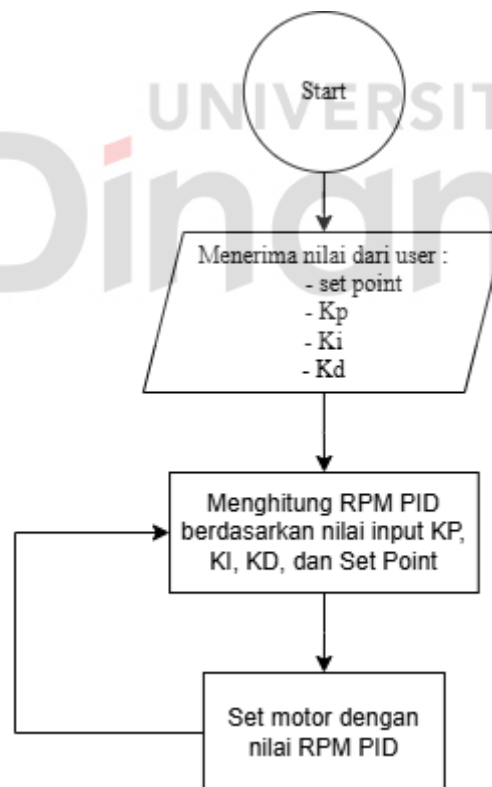 UNIVERSIT
Dinam
Start
Menerima nilai dari user :
- set point
- Kp
- Ki
- Kd
Menghitung RPM PID
berdasarkan nilai input KP,
KI, KD, dan Set Point
Set motor dengan
nilai RPM PID